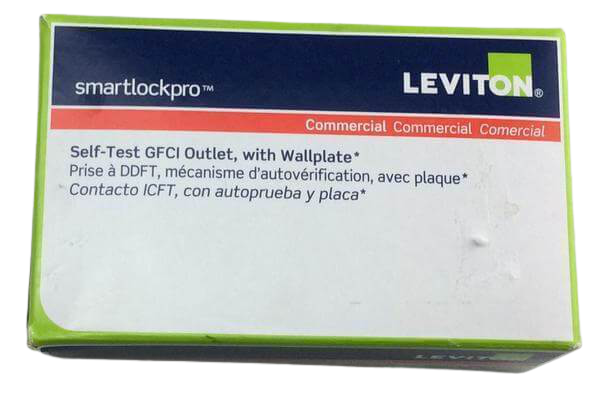 smartlockpro™
LEVITON®
Commercial Commercial Comercial
Self-Test GFCI Outlet, with Wallplate*
Prise à DDFT, mécanisme d'autovérification, avec plaque*
Contacto ICFT, con autoprueba y placa*
LEVITON